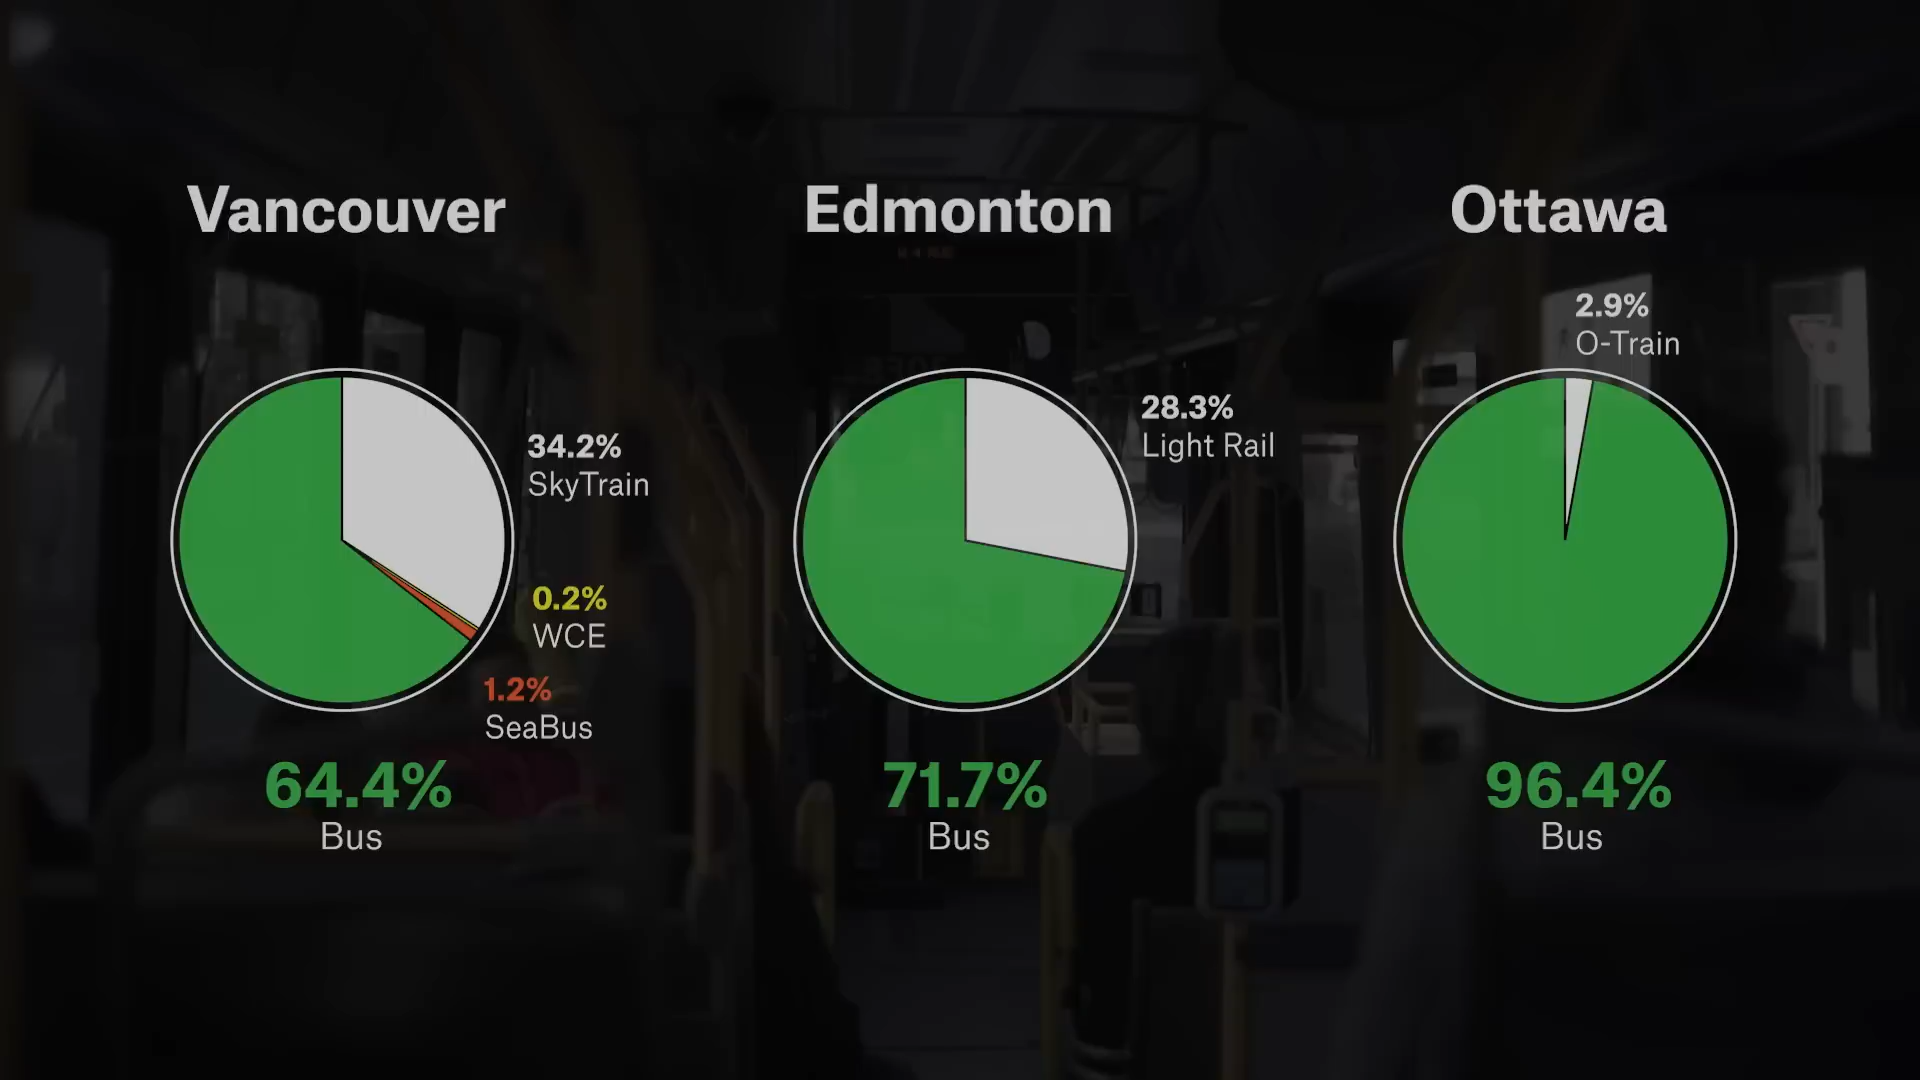 Vancouver
34.2%
SkyTrain
0.2%
WCE
1.2%
SeaBus
64.4%
Bus
Edmonton
28.3%
Light Rail
71.7%
Bus
Ottawa
2.9%
O-Train
96.4%
Bus